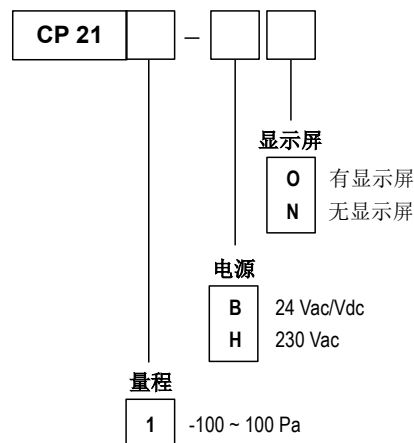 CP 21 –
显示屏
O 有显示屏
N 无显示屏
电源
B 24 Vac/Vdc
H 230 Vac
量程
1 -100 ~ 100 Pa